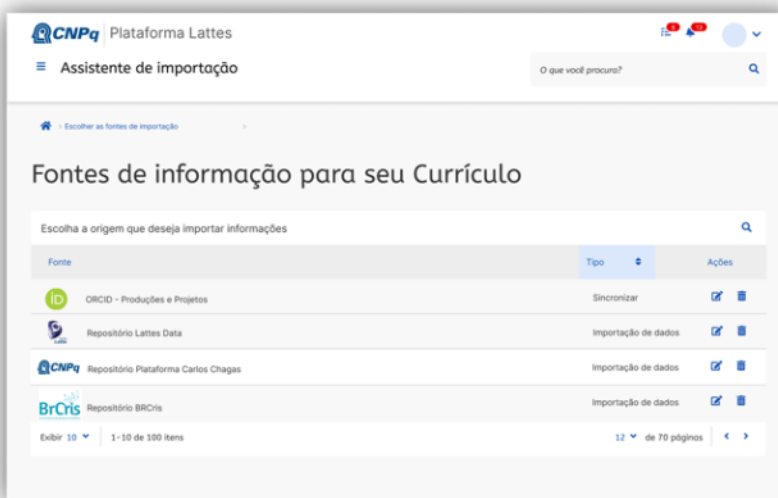 CNPq Plataforma Lattes
Assistente de importação
O que você procura?
Escolher as fontes de importação
Fontes de informação para seu Currículo
Escolha a origem que deseja importar informações
Fonte Tipo Ações
iD ORCID - Produções e Projetos Sincronizar
Repositório Lattes Data Importação de dados
CNPq Repositório Plataforma Carlos Chagas Importação de dados
BrCris Repositório BRCris Importação de dados
Exibir 10 1-10 de 100 itens 12 de 70 páginas